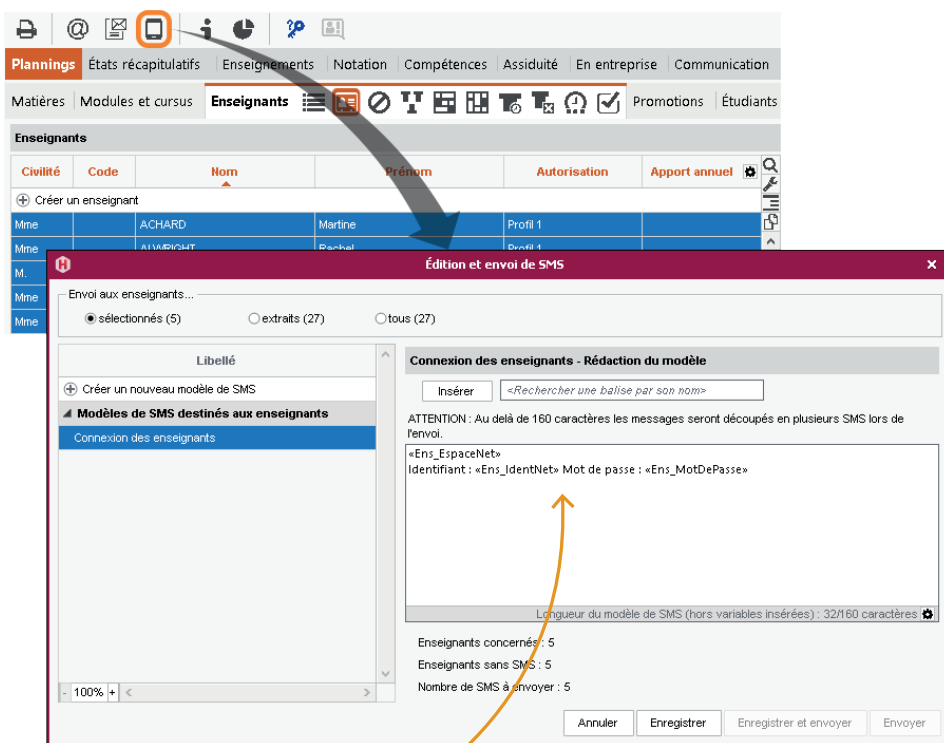 Plannings États récapitulatifs Enseignements Notation Compétences Assiduité En entreprise Communication
Matières Modules et cursus Enseignants Promotions Étudiants
Enseignants
Civilité Code Nom Prénom Autorisation Apport annuel
Créer un enseignant
Mme ACHARD Martine Profil 1
Mme ALWRIGHT Rachel Profil 1
M.
Mme
Mme
Édition et envoi de SMS
Envoi aux enseignants...
sélectionnés (5) extraits (27) tous (27)
Libellé
Créer un nouveau modèle de SMS
Modèles de SMS destinés aux enseignants
Connexion des enseignants
- 100% + < >
Connexion des enseignants - Rédaction du modèle
Insérer <Rechercher une balise par son nom>
ATTENTION : Au delà de 160 caractères les messages seront découpés en plusieurs SMS lors de
l'envoi.
«Ens_EspaceNet»
Identifiant : «Ens_IdentNet» Mot de passe : «Ens_MotDePasse»
Longueur du modèle de SMS (hors variables insérées) : 32/160 caractères
Enseignants concernés : 5
Enseignants sans SMS : 5
Nombre de SMS à envoyer : 5
Annuler Enregistrer Enregistrer et envoyer Envoyer